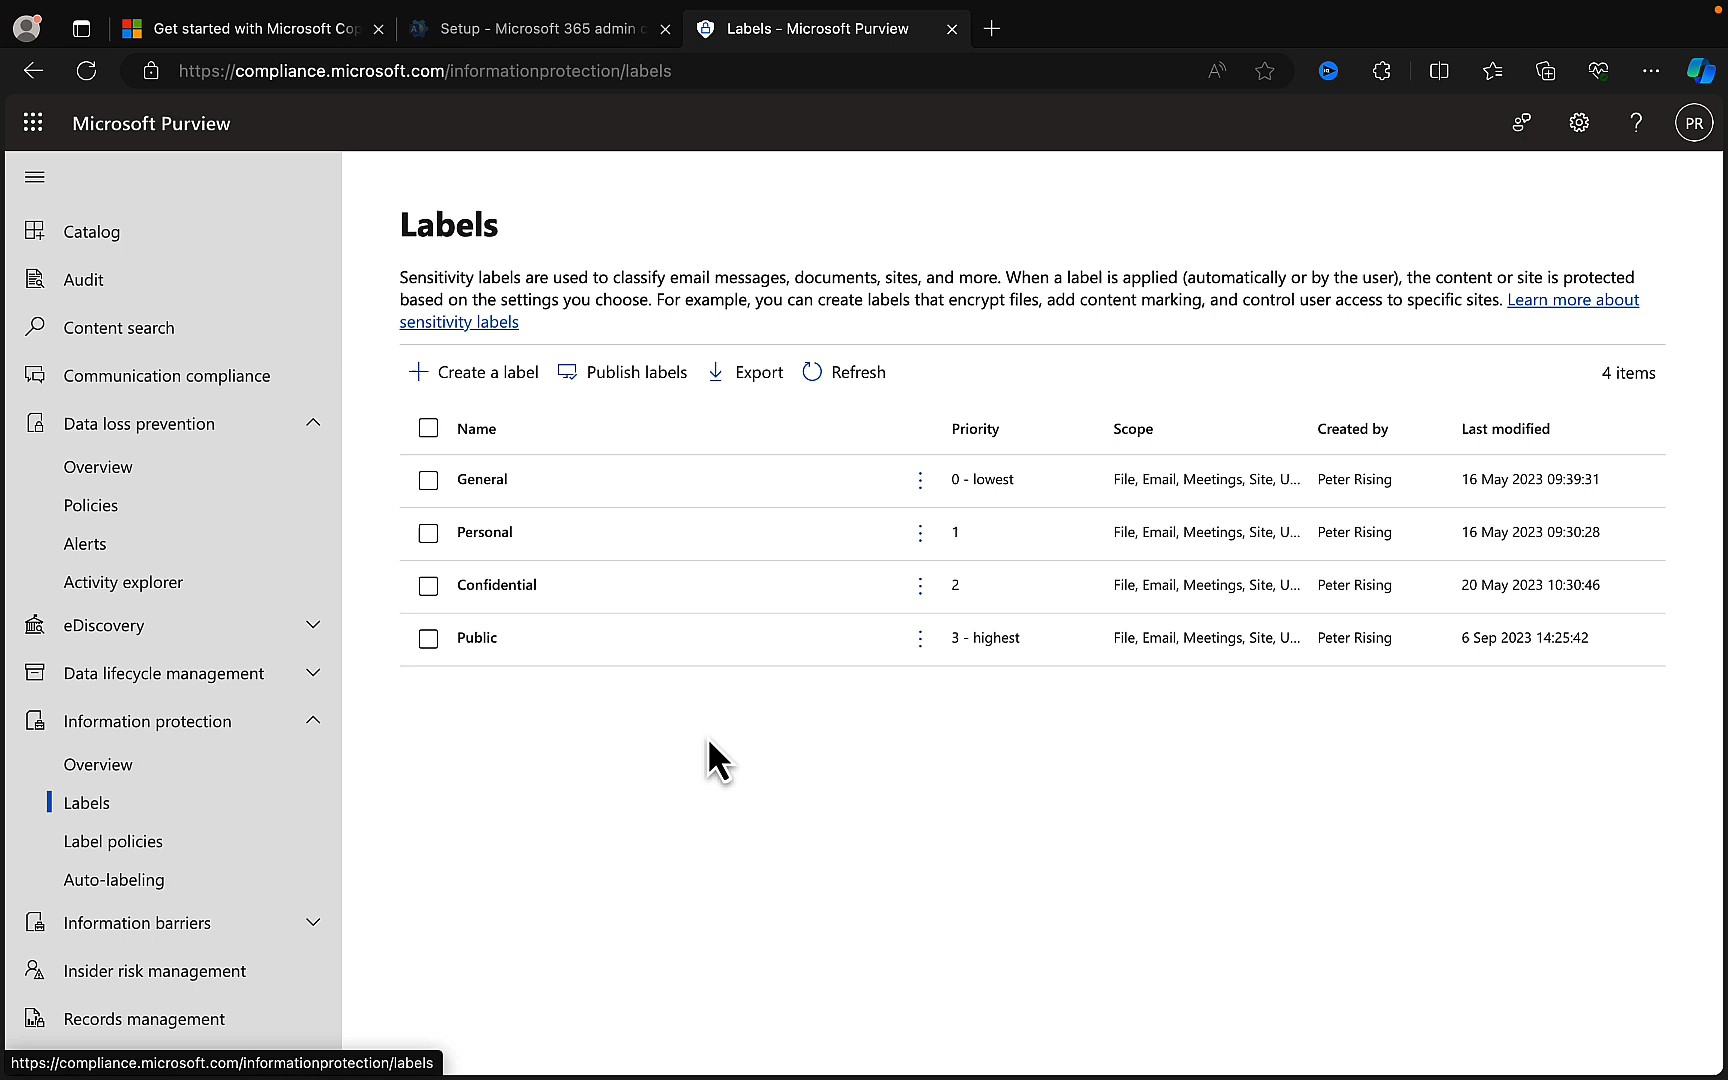 Get started with Microsoft Cop
Setup - Microsoft 365 admin c
Labels - Microsoft Purview
https://compliance.microsoft.com/informationprotection/labels
Microsoft Purview
PR
Catalog
Audit
Content search
Communication compliance
Data loss prevention
Overview
Policies
Alerts
Activity explorer
eDiscovery
Data lifecycle management
Information protection
Overview
Labels
Label policies
Auto-labeling
Information barriers
Insider risk management
Records management
https://compliance.microsoft.com/informationprotection/labels
Labels
Sensitivity labels are used to classify email messages, documents, sites, and more. When a label is applied (automatically or by the user), the content or site is protected
based on the settings you choose. For example, you can create labels that encrypt files, add content marking, and control user access to specific sites. Learn more about
sensitivity labels
Create a label Publish labels Export Refresh 4 items
Name Priority Scope Created by Last modified
General 0 - lowest File, Email, Meetings, Site, U... Peter Rising 16 May 2023 09:39:31
Personal 1 File, Email, Meetings, Site, U... Peter Rising 16 May 2023 09:30:28
Confidential 2 File, Email, Meetings, Site, U... Peter Rising 20 May 2023 10:30:46
Public 3 - highest File, Email, Meetings, Site, U... Peter Rising 6 Sep 2023 14:25:42